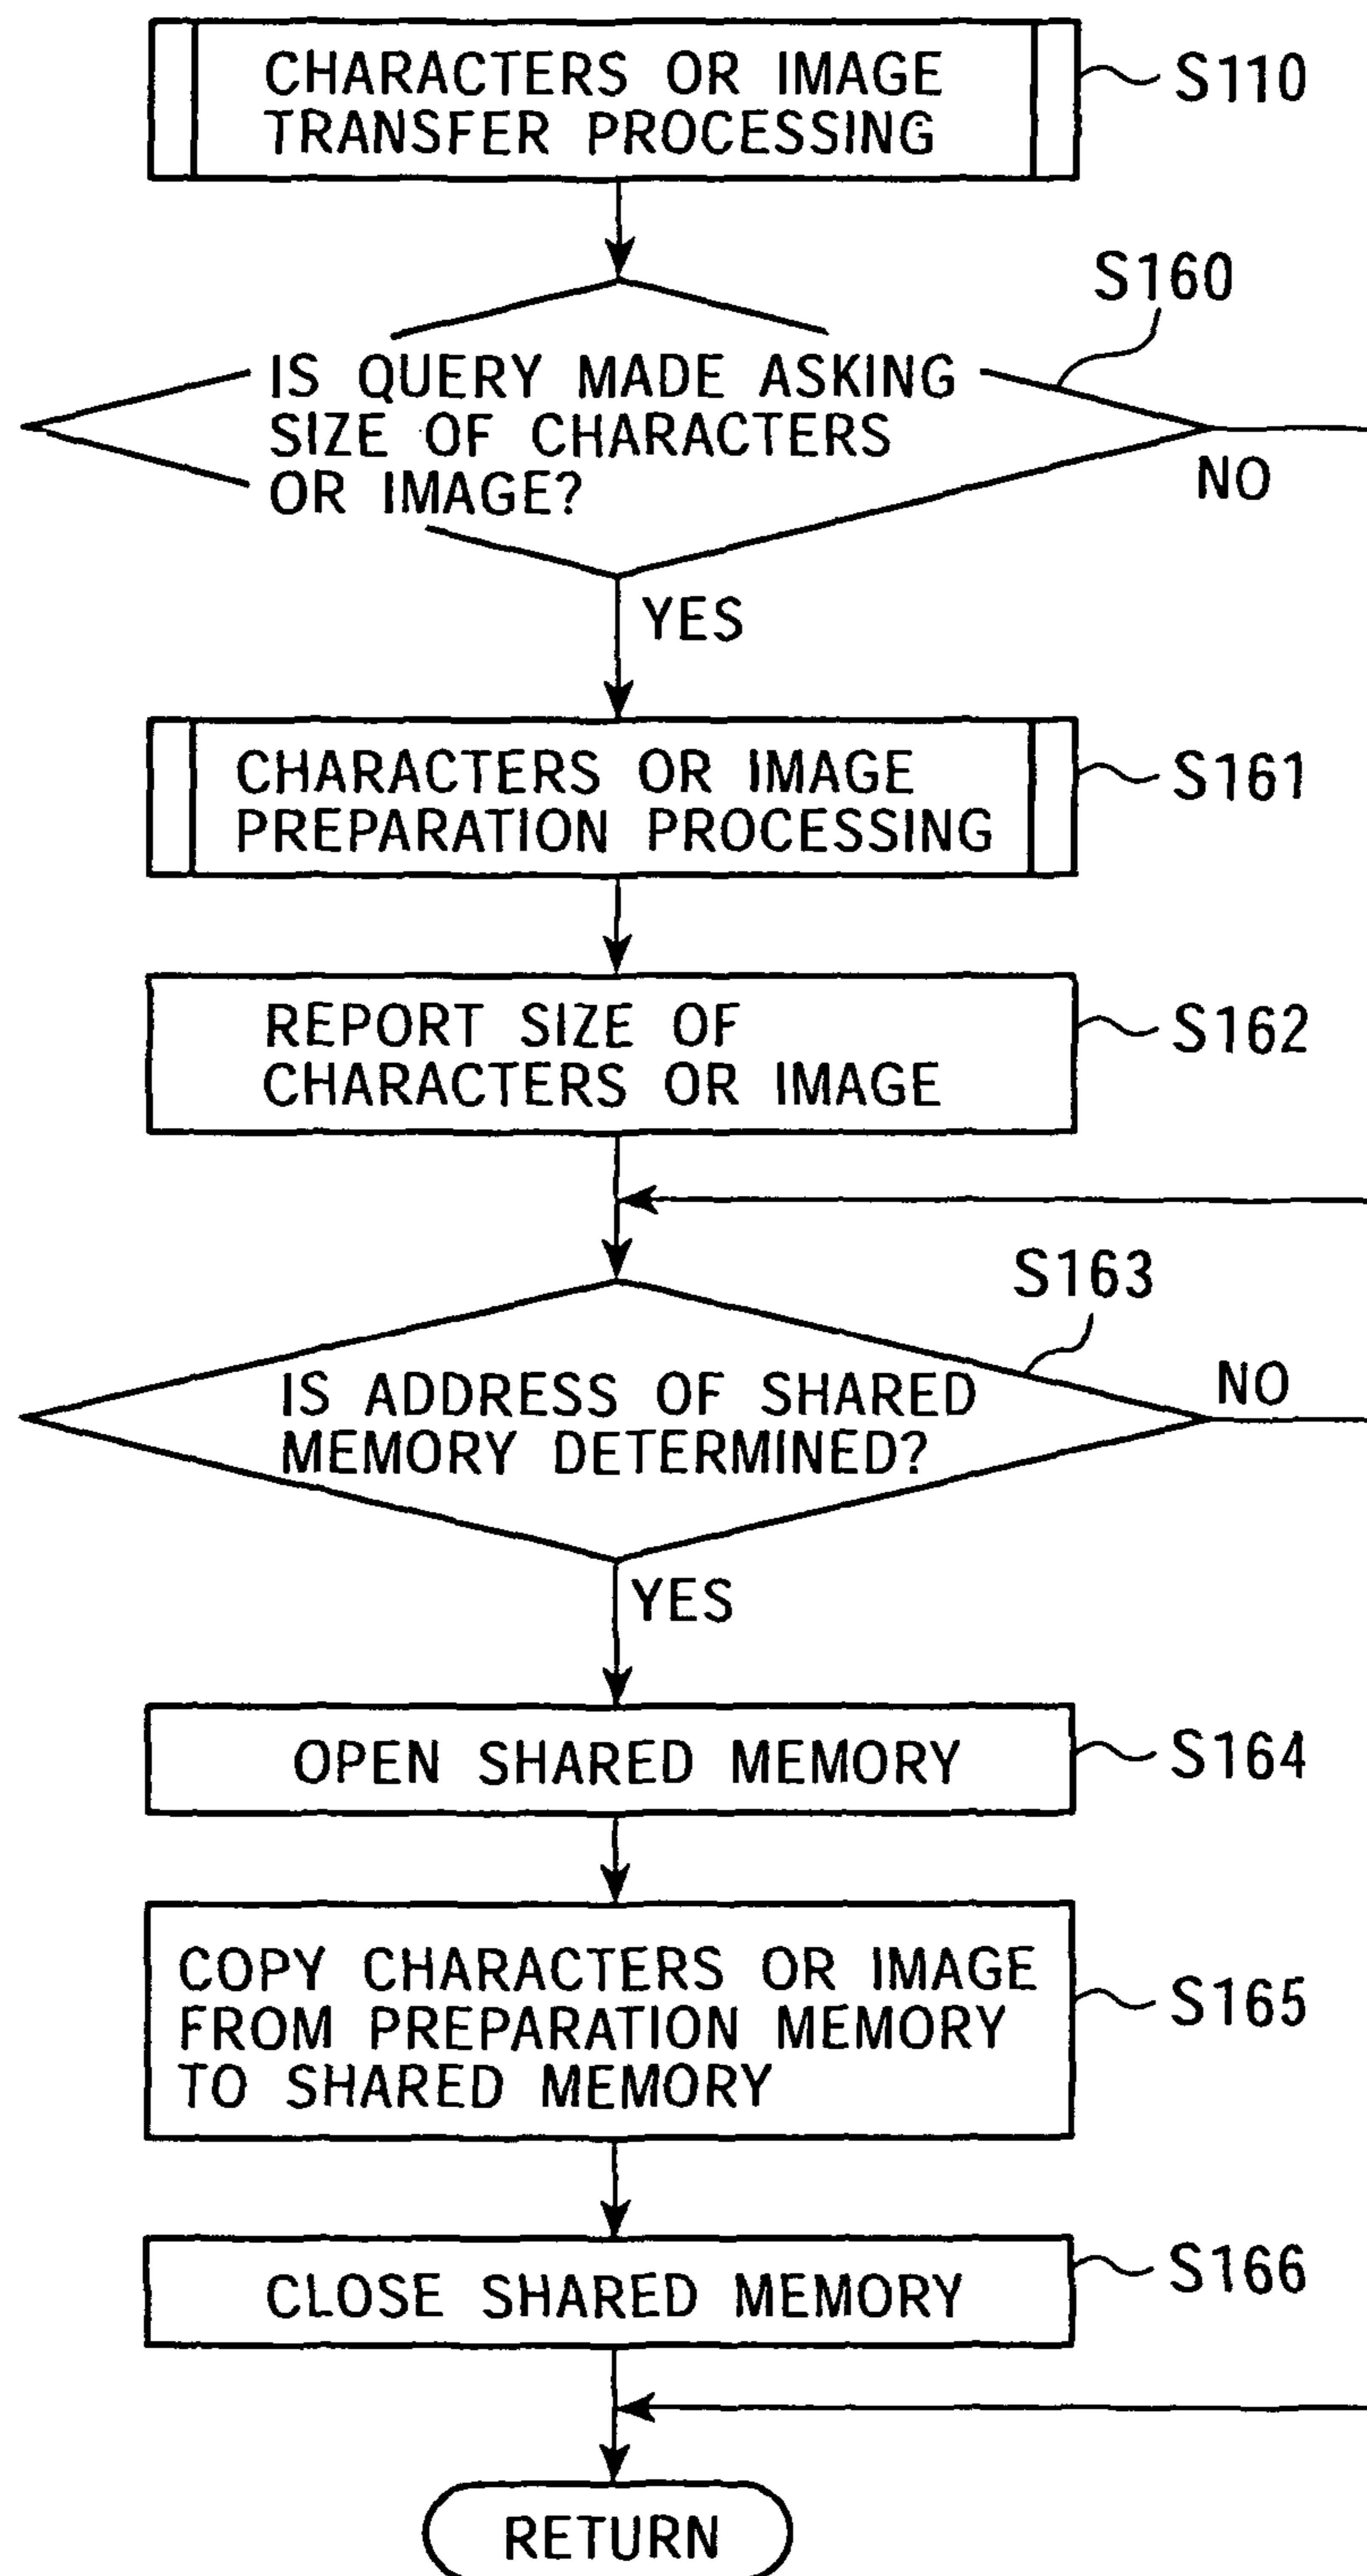 CHARACTERS OR IMAGE
TRANSFER PROCESSING
S110
S160
IS QUERY MADE ASKING
SIZE OF CHARACTERS
OR IMAGE?
NO
YES
CHARACTERS OR IMAGE
PREPARATION PROCESSING
S161
REPORT SIZE OF
CHARACTERS OR IMAGE
S162
S163
IS ADDRESS OF SHARED
MEMORY DETERMINED?
NO
YES
OPEN SHARED MEMORY
S164
COPY CHARACTERS OR IMAGE
FROM PREPARATION MEMORY
TO SHARED MEMORY
S165
CLOSE SHARED MEMORY
S166
RETURN